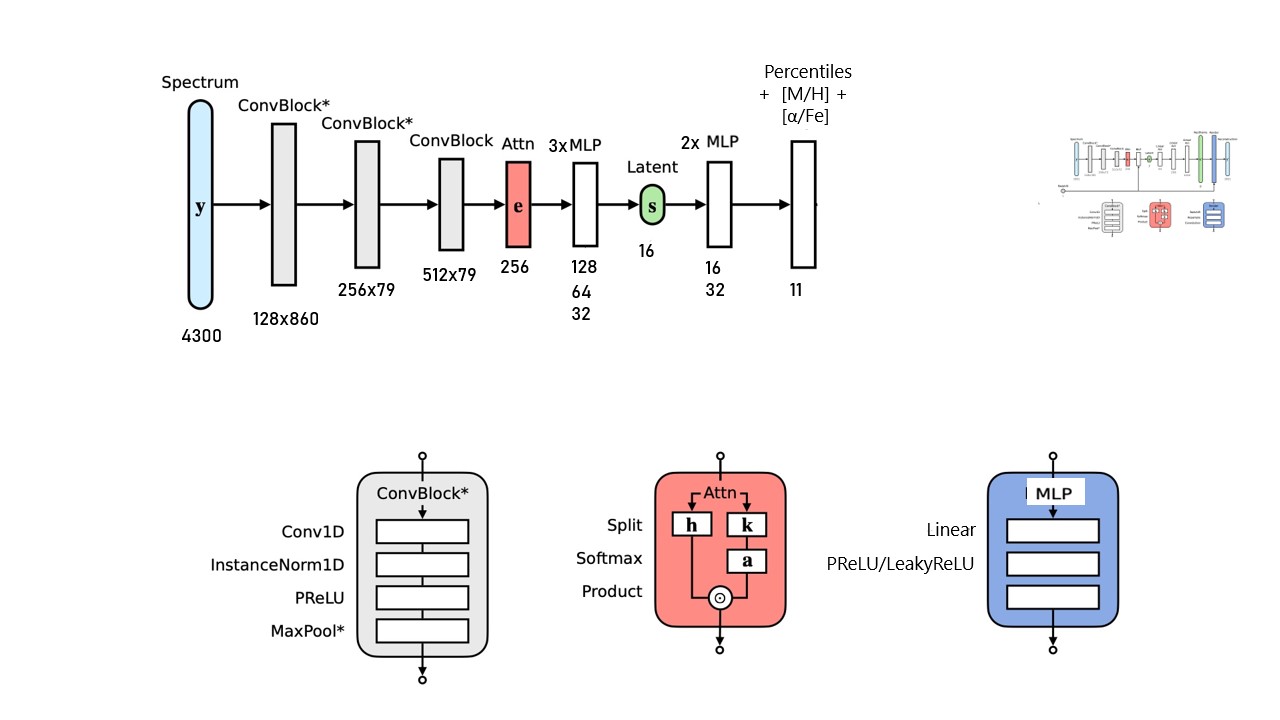 Percentiles
+ [M/H] +
[α/Fe]
Spectrum
ConvBlock*
ConvBlock*
ConvBlock
Attn
3x MLP
Latent
2x MLP
y
e
s
4300
128x860
256x79
512x79
256
128
64
32
16
16
32
11
ConvBlock*
Conv1D
InstanceNorm1D
PReLU
MaxPool*
Attn
h k
Split
Softmax
a
Product
MLP
Linear
PReLU/LeakyReLU